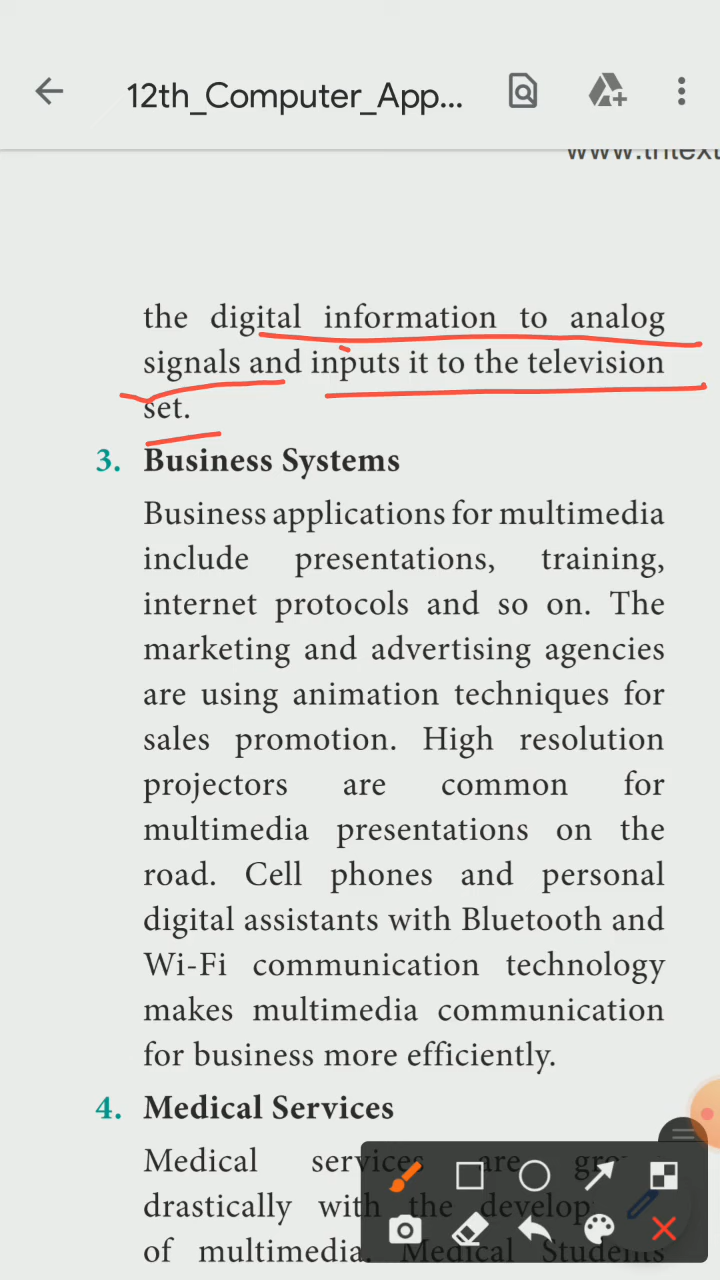 12th_Computer_App...
the digital information to analog
signals and inputs it to the television
set.
3. Business Systems
Business applications for multimedia
include presentations, training,
internet protocols and so on. The
marketing and advertising agencies
are using animation techniques for
sales promotion. High resolution
projectors are common for
multimedia presentations on the
road. Cell phones and personal
digital assistants with Bluetooth and
Wi-Fi communication technology
makes multimedia communication
for business more efficiently.
4. Medical Services
Medical services are
drastically with the
of multimedia. Medical Students